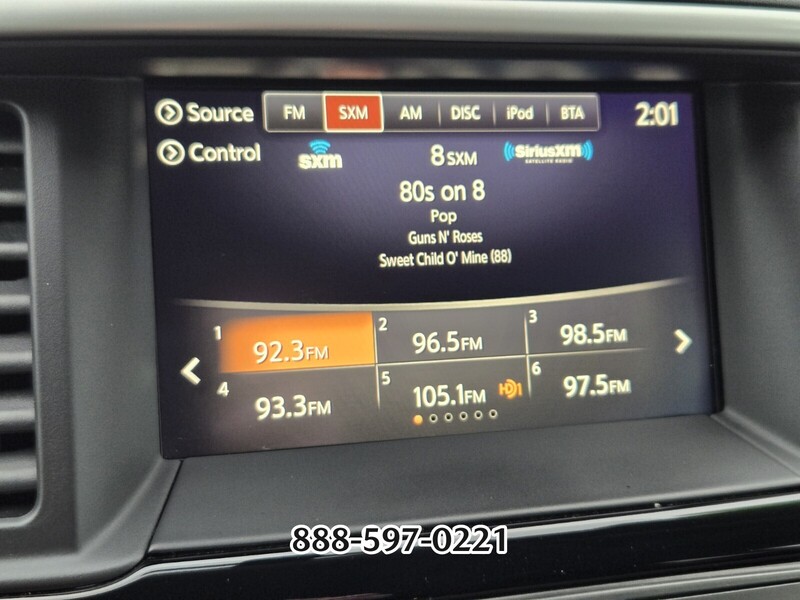 Source FM SXM AM DISC iPod BTA 2:01
Control sxm 8 SXM SiriusXM
SATELLITE RADIO
80s on 8
Pop
Guns N' Roses
Sweet Child O' Mine (88)
1 92.3FM 2 96.5FM 3 98.5FM
4 93.3FM 5 105.1FM HD1 6 97.5FM
888-597-0221